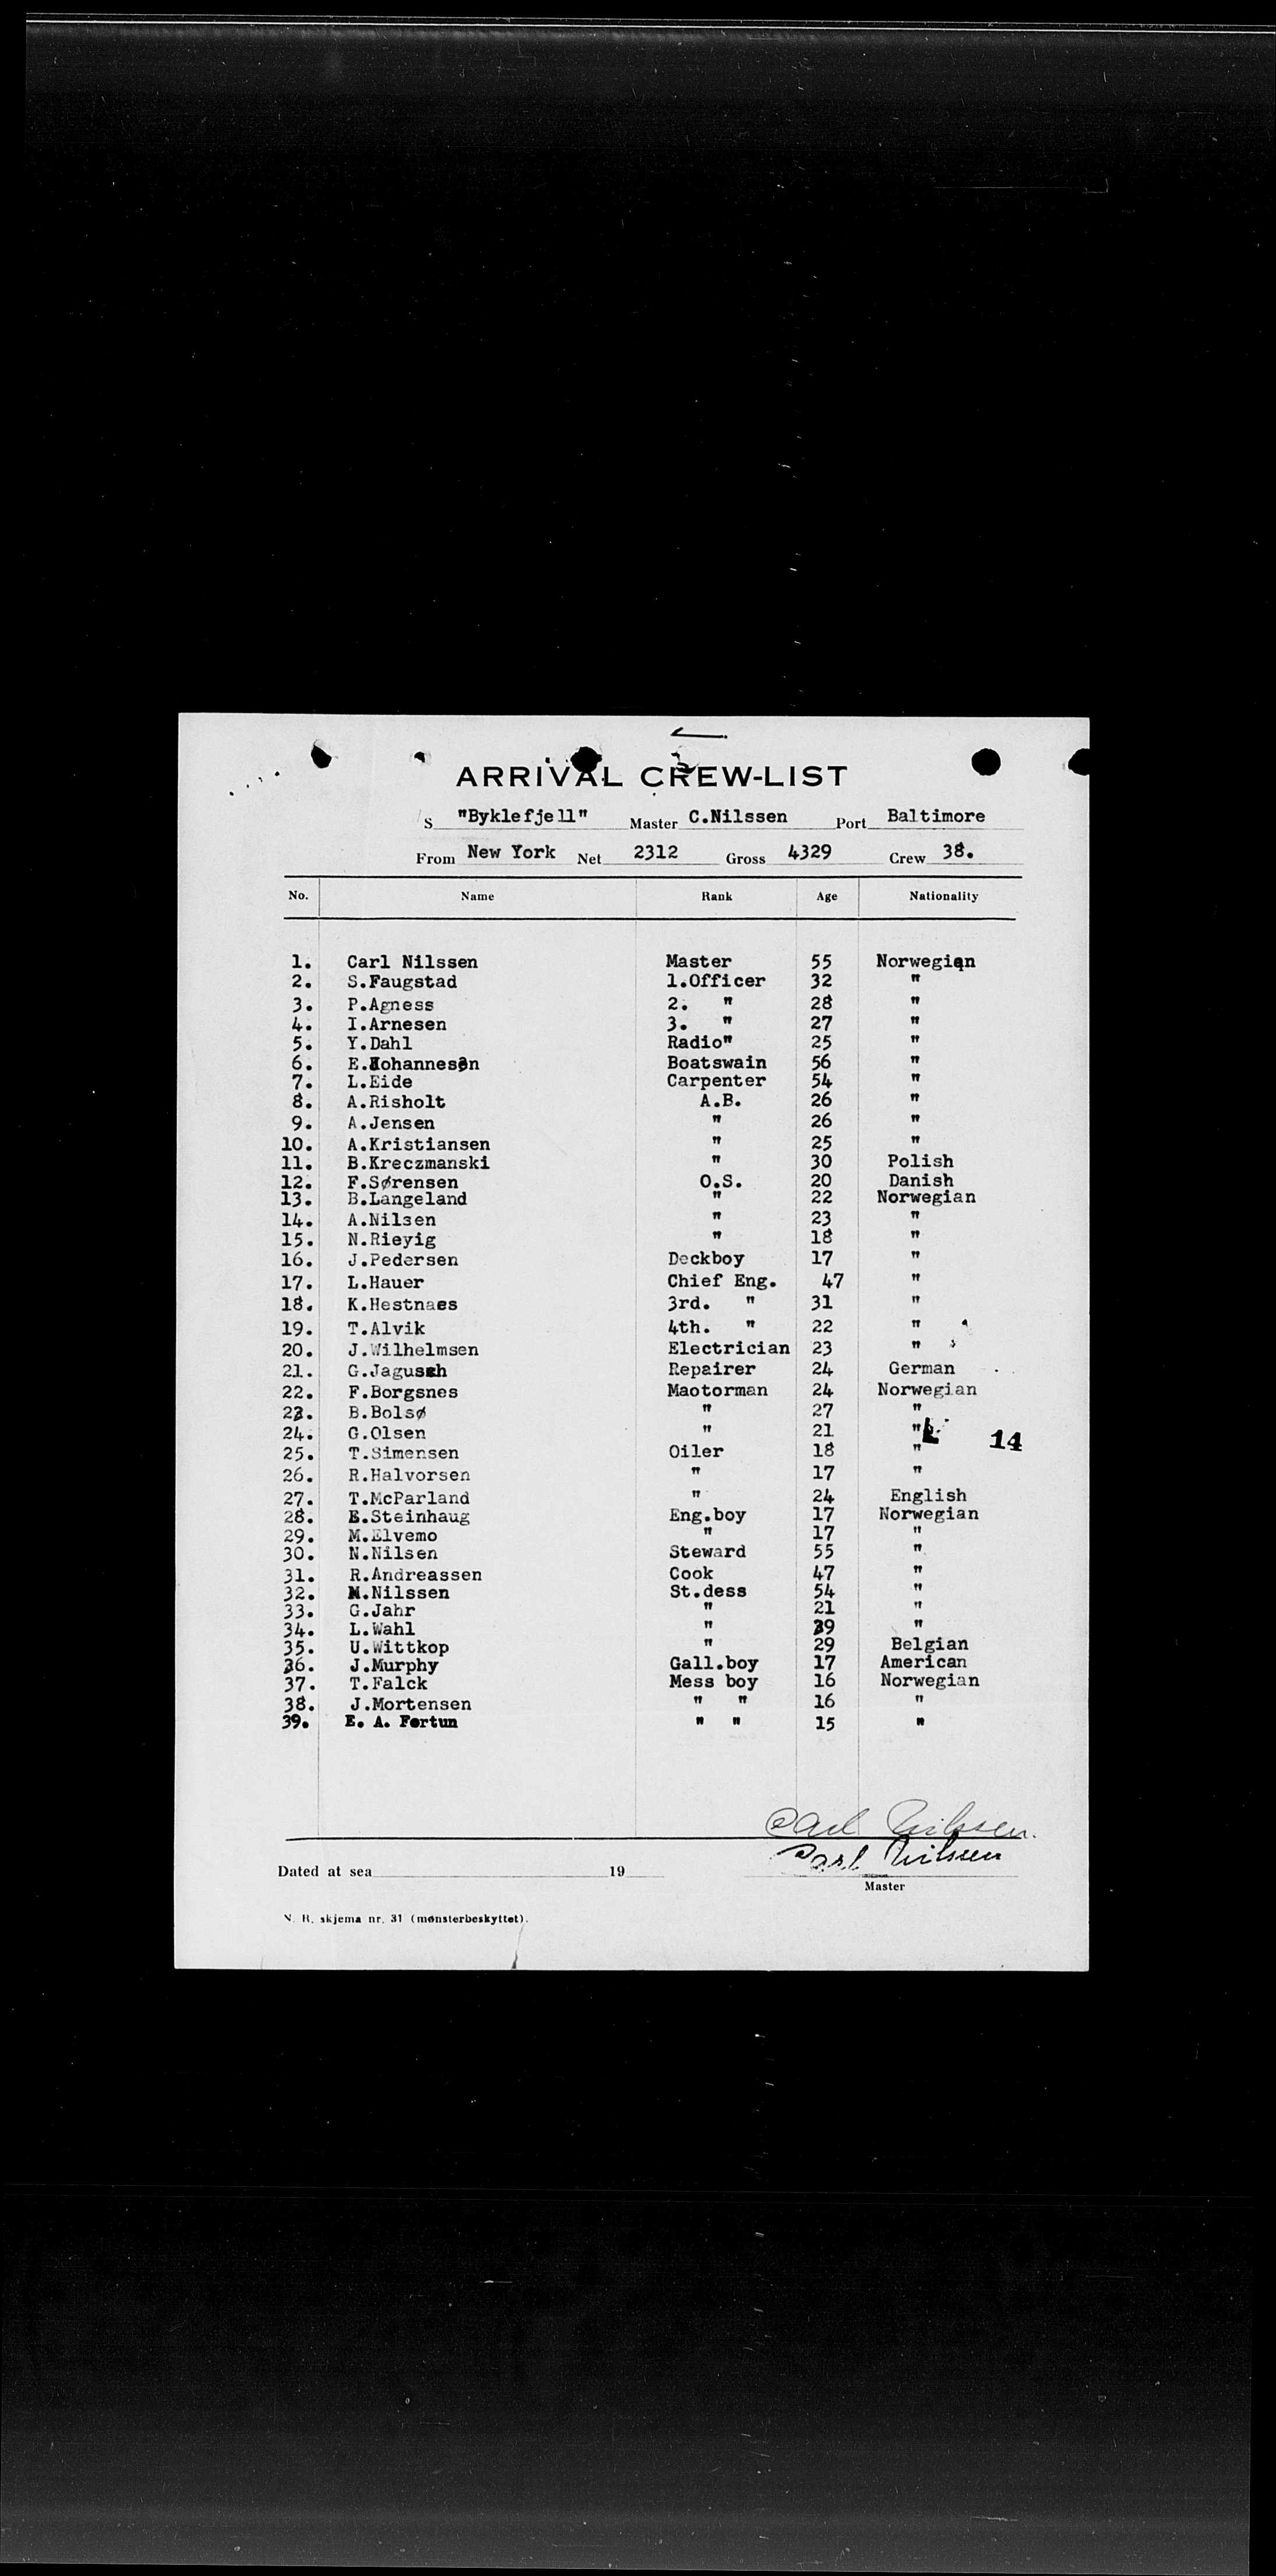 ARRIVAL CREW-LIST
S "Byklefjell" Master C.Nilssen Port Baltimore
From New York Net 2312 Gross 4329 Crew 38.
No. Name Rank Age Nationality
1. Carl Nilssen Master 55 Norwegian
2. S.Faugstad 1.Officer 32 "
3. P.Agness 2. " 28 "
4. I.Arnesen 3. " 27 "
5. Y.Dahl Radio" 25 "
6. E.Johannesen Boatswain 56 "
7. L.Eide Carpenter 54 "
8. A.Risholt A.B. 26 "
9. A.Jensen " 26 "
10. A.Kristiansen " 25 "
11. B.Kreczmanski " 30 Polish
12. F.Sørensen O.S. 20 Danish
13. B.Langeland " 22 Norwegian
14. A.Nilsen " 23 "
15. N.Rieyig " 18 "
16. J.Pedersen Deckboy 17 "
17. L.Hauer Chief Eng. 47 "
18. K.Hestnaes 3rd. " 31 "
19. T.Alvik 4th. " 22 "
20. J.Wilhelmsen Electrician 23 "
21. G.Jagusch Repairer 24 German
22. F.Borgsnes Maotorman 24 Norwegian
23. B.Bolsø " 27 "
24. G.Olsen " 21 "
14
25. T.Simensen Oiler 18 "
26. R.Halvorsen " 17 "
27. T.McParland " 24 English
28. E.Steinhaug Eng.boy 17 Norwegian
29. M.Elvemo " 17 "
30. N.Nilsen Steward 55 "
31. R.Andreassen Cook 47 "
32. M.Nilssen St.dess 54 "
33. G.Jahr " 21 "
34. L.Wahl " 39 "
35. U.Wittkop " 29 Belgian
36. J.Murphy Gall.boy 17 American
37. T.Falck Mess boy 16 Norwegian
38. J.Mortensen " " 16 "
39. E. A. Fortun " " 15 "
Carl Nilssen.
Carl Nilssen
Dated at sea 19
Master
N. R. skjema nr. 31 (mønsterbeskyttet).